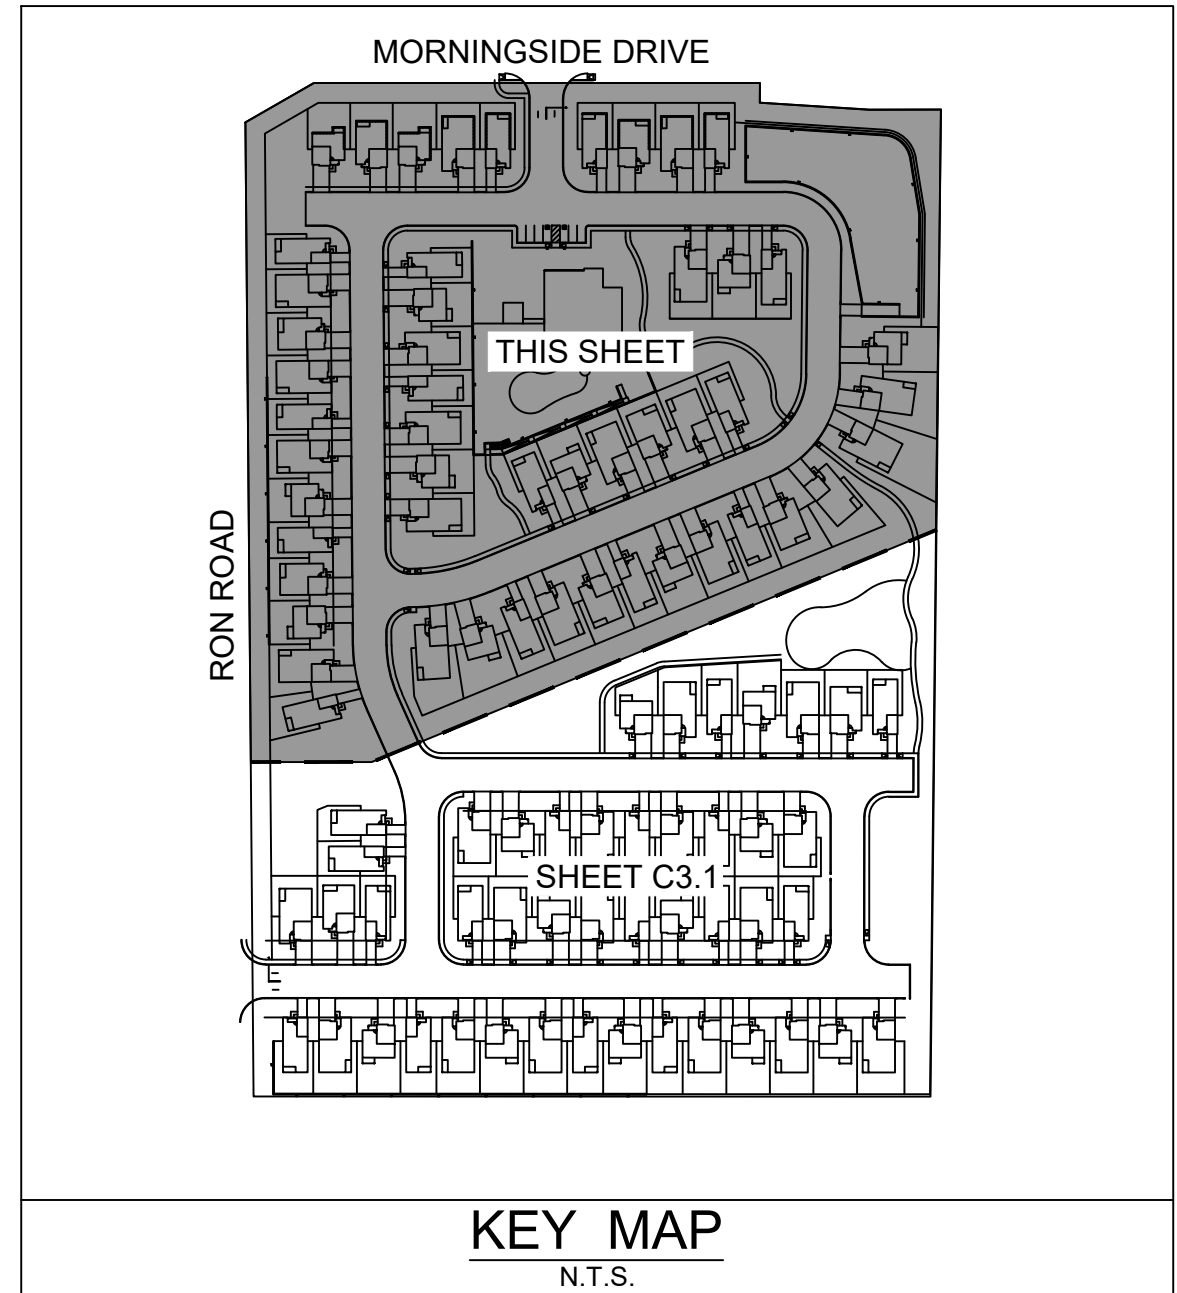 MORNINGSIDE DRIVE
THIS SHEET
RON ROAD
SHEET C3.1
KEY MAP
N.T.S.